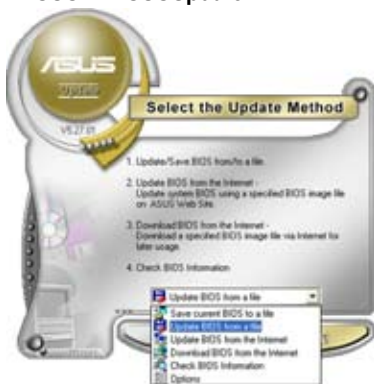 ASUS
Update
V5.27.01
Select the Update Method
1. Update/Save BIOS from/to a file
2. Update BIOS from the Internet -
Update system BIOS using a specified BIOS image file
on ASUS Web Site.
3. Download BIOS from the Internet -
Download a specified BIOS image file via Internet for
later usage.
4. Check BIOS Information
Update BIOS from a file
Save current BIOS to a file
Update BIOS from a file
Update BIOS from the Internet
Download BIOS from the Internet
Check BIOS Information
Options